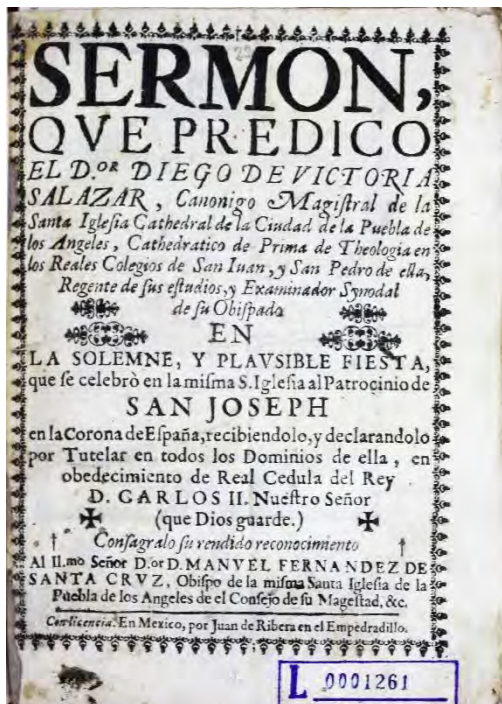 SERMON,
QVE PREDICO
EL D.ᴼᴿ DIEGO DE VICTORIA
SALAZAR, Canonigo Magiſtral de la
Santa Igleſia Cathedral de la Ciudad de la Puebla de
los Angeles, Cathedratico de Prima de Theologia en
los Reales Colegios de San Iuan, y San Pedro de ella,
Regente de ſus eſtudios, y Examinador Synodal
de ſu Obiſpado
EN
LA SOLEMNE, Y PLAVSIBLE FIESTA,
que ſe celebrò en la miſma S. Igleſia al Patrocinio de
SAN JOSEPH
en la Corona de Eſpaña, recibiendolo, y declarandolo
por Tutelar en todos los Dominios de ella, en
obedecimiento de Real Cedula del Rey
D. GARLOS II. Nueſtro Señor
(que Dios guarde.)
Conſagralo ſu rendido reconocimiento
Al Il.ᵐᵒ Señor D.ᵒʳ D. MANVEL FERNANDEZ DE
SANTA CRVZ, Obiſpo de la miſma Santa Igleſia de la
Puebla de los Angeles de el Conſejo de ſu Mageſtad, &c.
Con licencia. En Mexico, por Juan de Ribera en el Empedradillo.
L 0001261